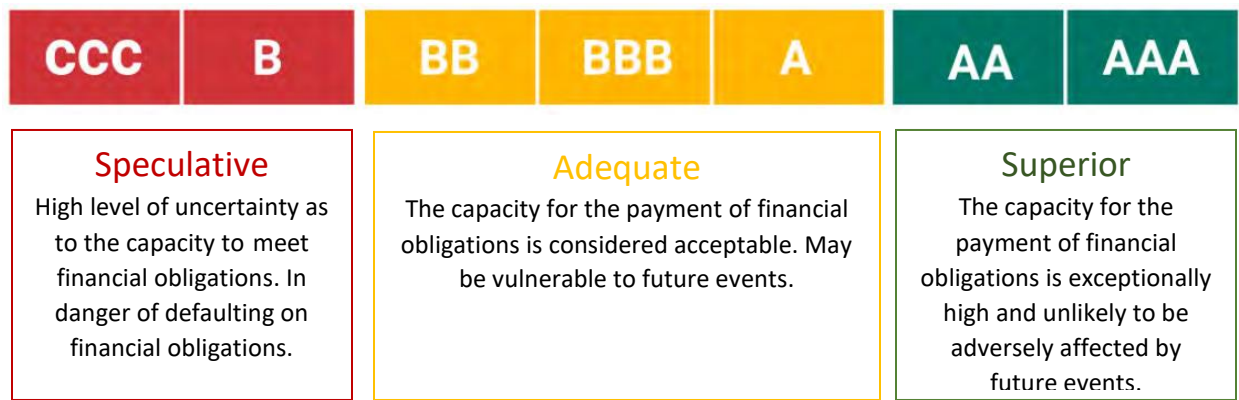 CCC B BB BBB A AA AAA
Speculative
High level of uncertainty as
to the capacity to meet
financial obligations. In
danger of defaulting on
financial obligations.
Adequate
The capacity for the payment of financial
obligations is considered acceptable. May
be vulnerable to future events.
Superior
The capacity for the
payment of financial
obligations is exceptionally
high and unlikely to be
adversely affected by
future events.